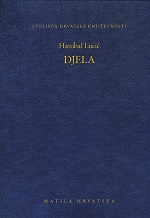 STOLJEĆA HRVATSKE KNJIŽEVNOSTI
Hanibal Lucić
DJELA
MATICA HRVATSKA